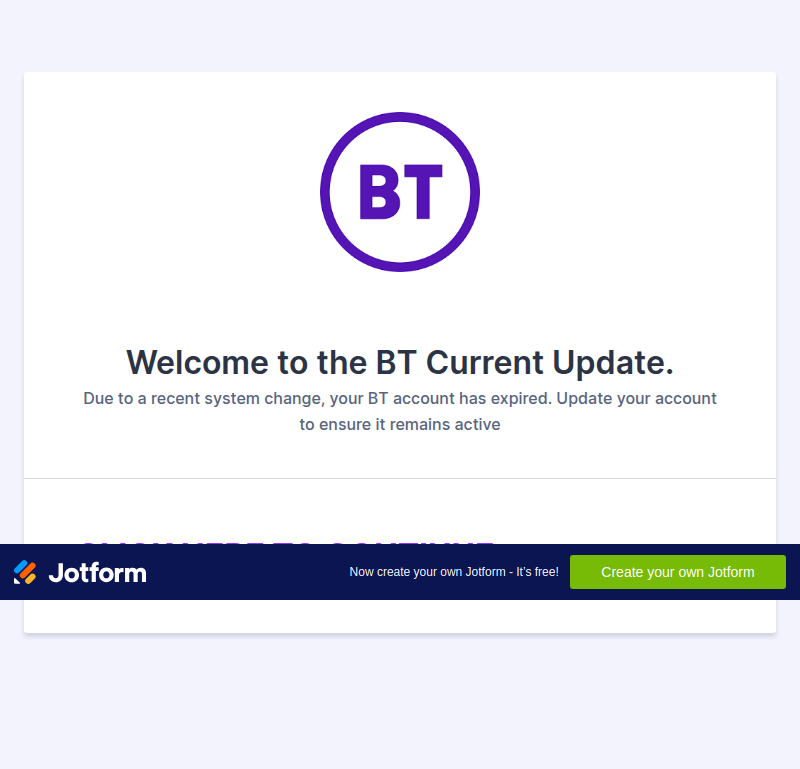 BT
Welcome to the BT Current Update.
Due to a recent system change, your BT account has expired. Update your account
to ensure it remains active
Jotform
Now create your own Jotform - It's free!
Create your own Jotform